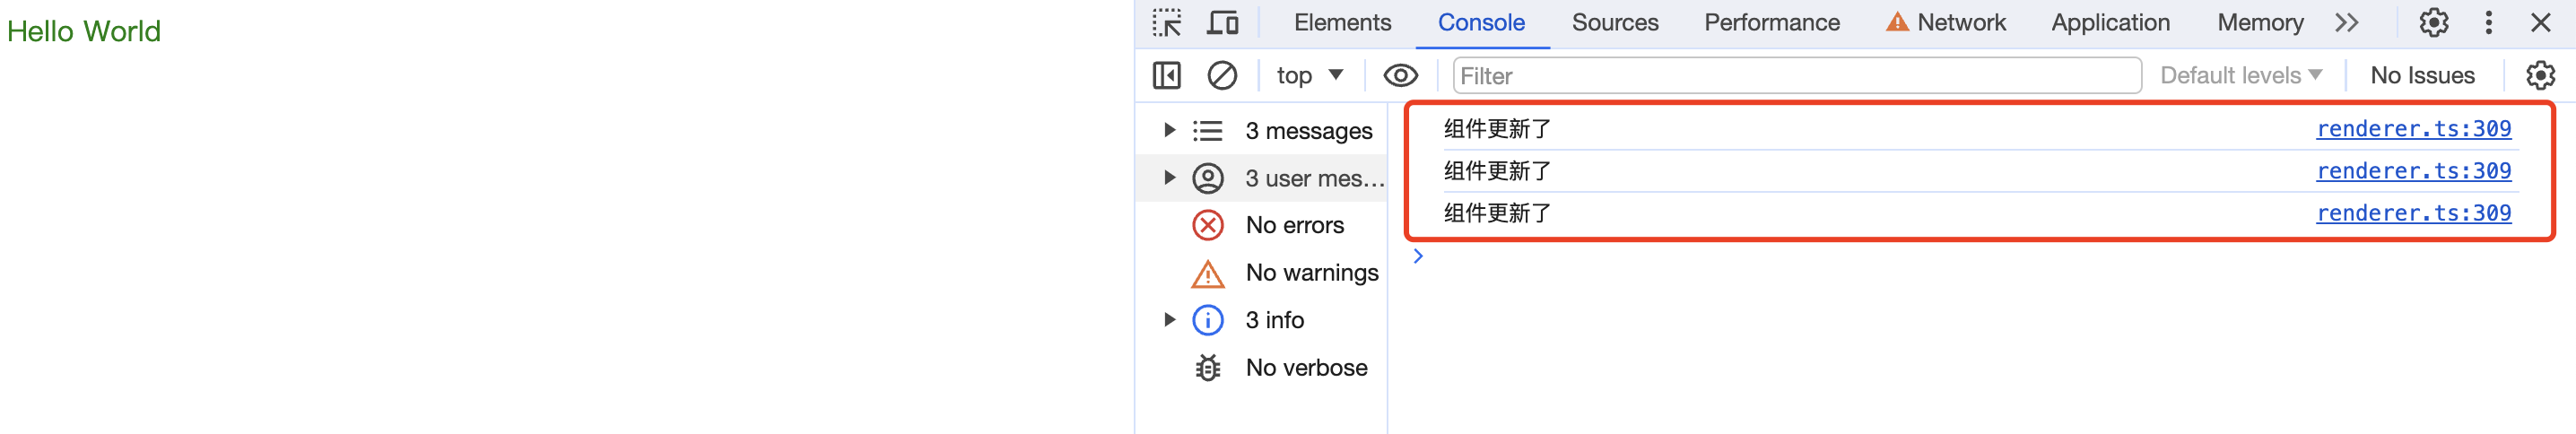 Hello World
Elements Console Sources Performance Network Application Memory
top Filter Default levels No Issues
3 messages
3 user mes...
No errors
No warnings
3 info
No verbose
组件更新了 renderer.ts:309
组件更新了 renderer.ts:309
组件更新了 renderer.ts:309